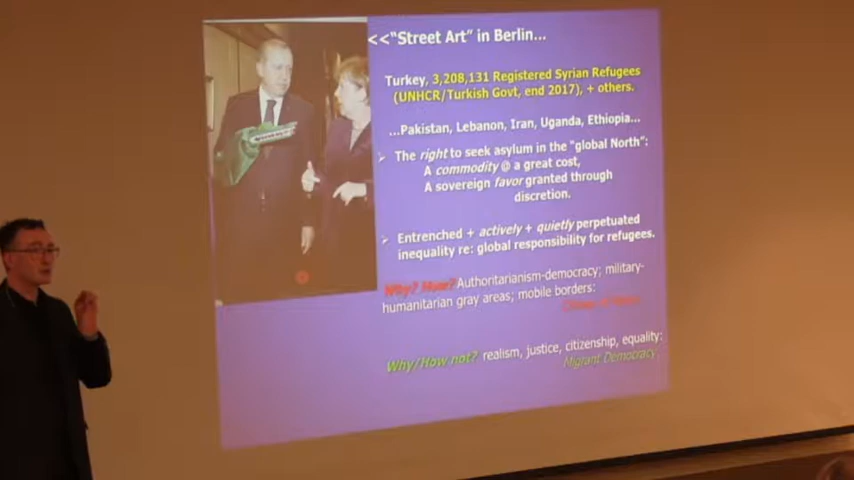 <<"Street Art" in Berlin...
Turkey, 3,208,131 Registered Syrian Refugees
(UNHCR/Turkish Govt, end 2017), + others.
...Pakistan, Lebanon, Iran, Uganda, Ethiopia...
The right to seek asylum in the "global North":
A commodity @ a great cost,
A sovereign favor granted through
discretion.
Entrenched + actively + quietly perpetuated
inequality re: global responsibility for refugees.
Why? How? Authoritarianism-democracy; military-
humanitarian gray areas; mobile borders:
Why/How not? realism, justice, citizenship, equality:
Migrant Democracy